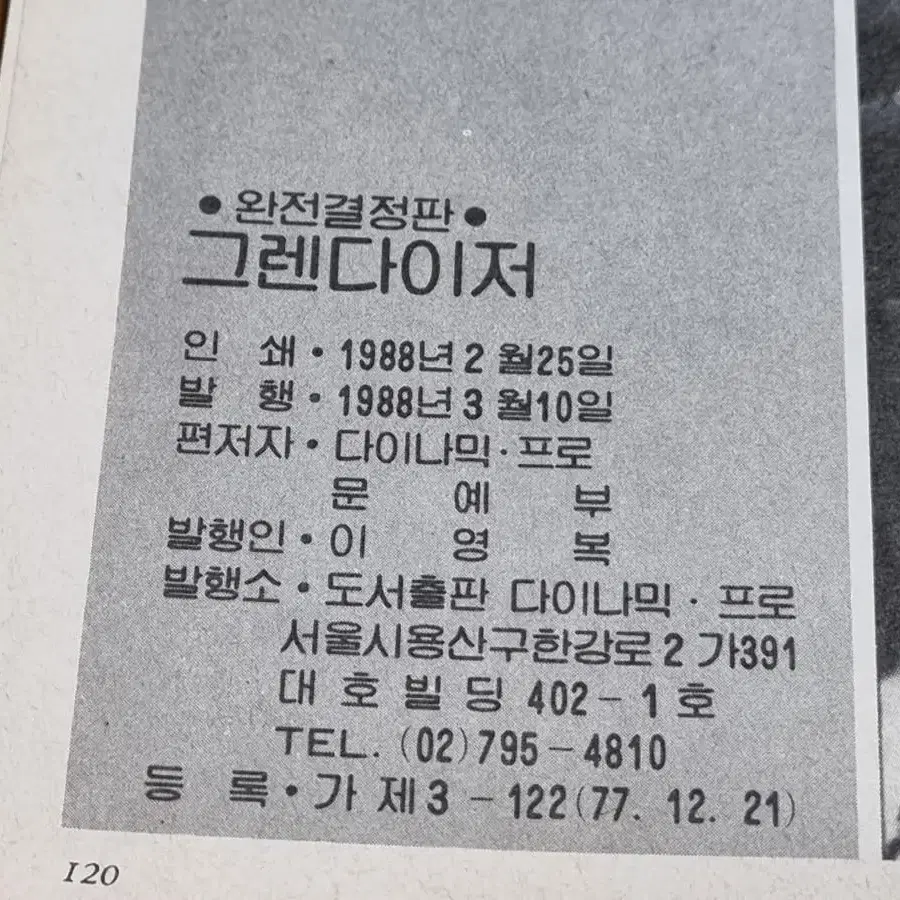 ● 완전결정판 ●
그렌다이저
인 쇄 · 1988년 2 월25일
발 행 · 1988년 3 월10일
편저자 · 다이나믹 · 프로
문 예 부
발행인 · 이 영 복
발행소 · 도서출판 다이나믹 · 프로
서울시용산구한강로 2 가391
대 호 빌 딩 402 - 1 호
TEL. (02)795-4810
등 록 · 가 제 3 - 122(77. 12. 21)
120